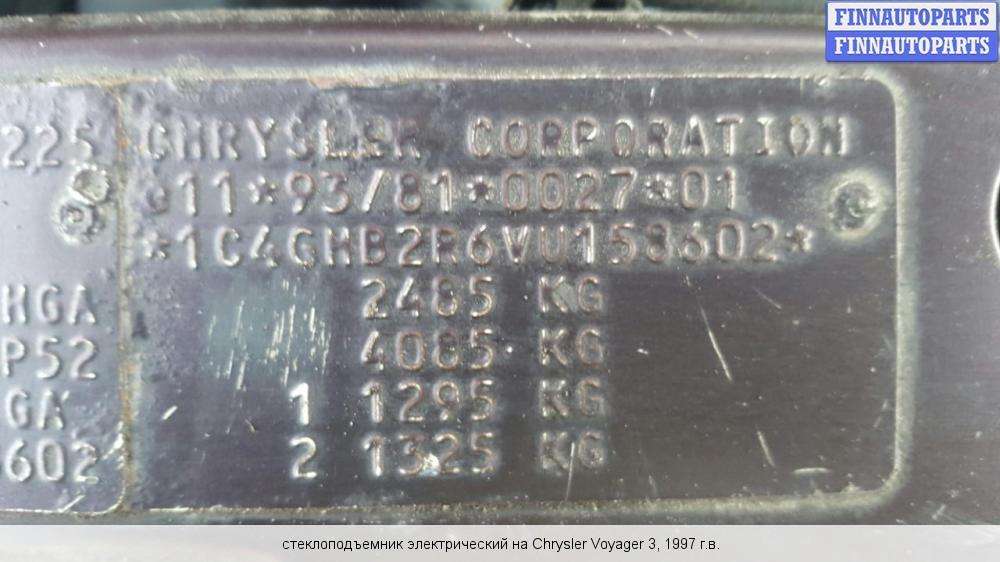 FINNAUTOPARTS
FINNAUTOPARTS
225
CHRYSLER CORPORATION
e11*93/81*0027*01
*1C4GHB2R6VU158602*
HGA
2485 KG
P52
4085 KG
GA
1 1295 KG
602
2 1325 KG
стеклоподъемник электрический на Chrysler Voyager 3, 1997 г.в.